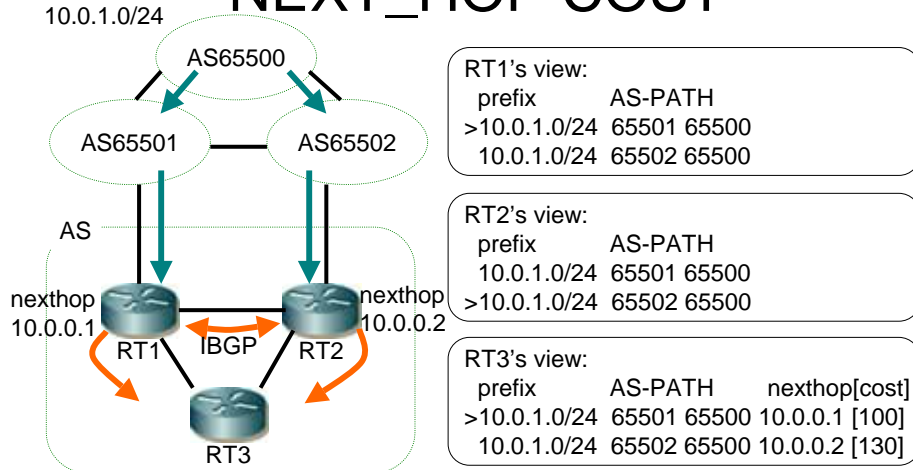 NEXT_HOP COST
10.0.1.0/24
AS65500
AS65501
AS65502
AS
nexthop
10.0.0.1
nexthop
10.0.0.2
RT1
IBGP
RT2
RT3
RT1's view:
prefix AS-PATH
>10.0.1.0/24 65501 65500
10.0.1.0/24 65502 65500
RT2's view:
prefix AS-PATH
10.0.1.0/24 65501 65500
>10.0.1.0/24 65502 65500
RT3's view:
prefix AS-PATH nexthop[cost]
>10.0.1.0/24 65501 65500 10.0.0.1 [100]
10.0.1.0/24 65502 65500 10.0.0.2 [130]